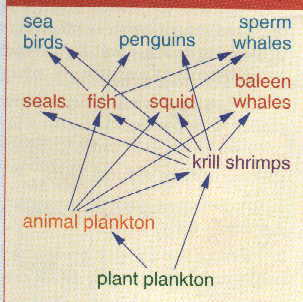 sea
birds
penguins
sperm
whales
seals
fish
squid
baleen
whales
krill shrimps
animal plankton
plant plankton